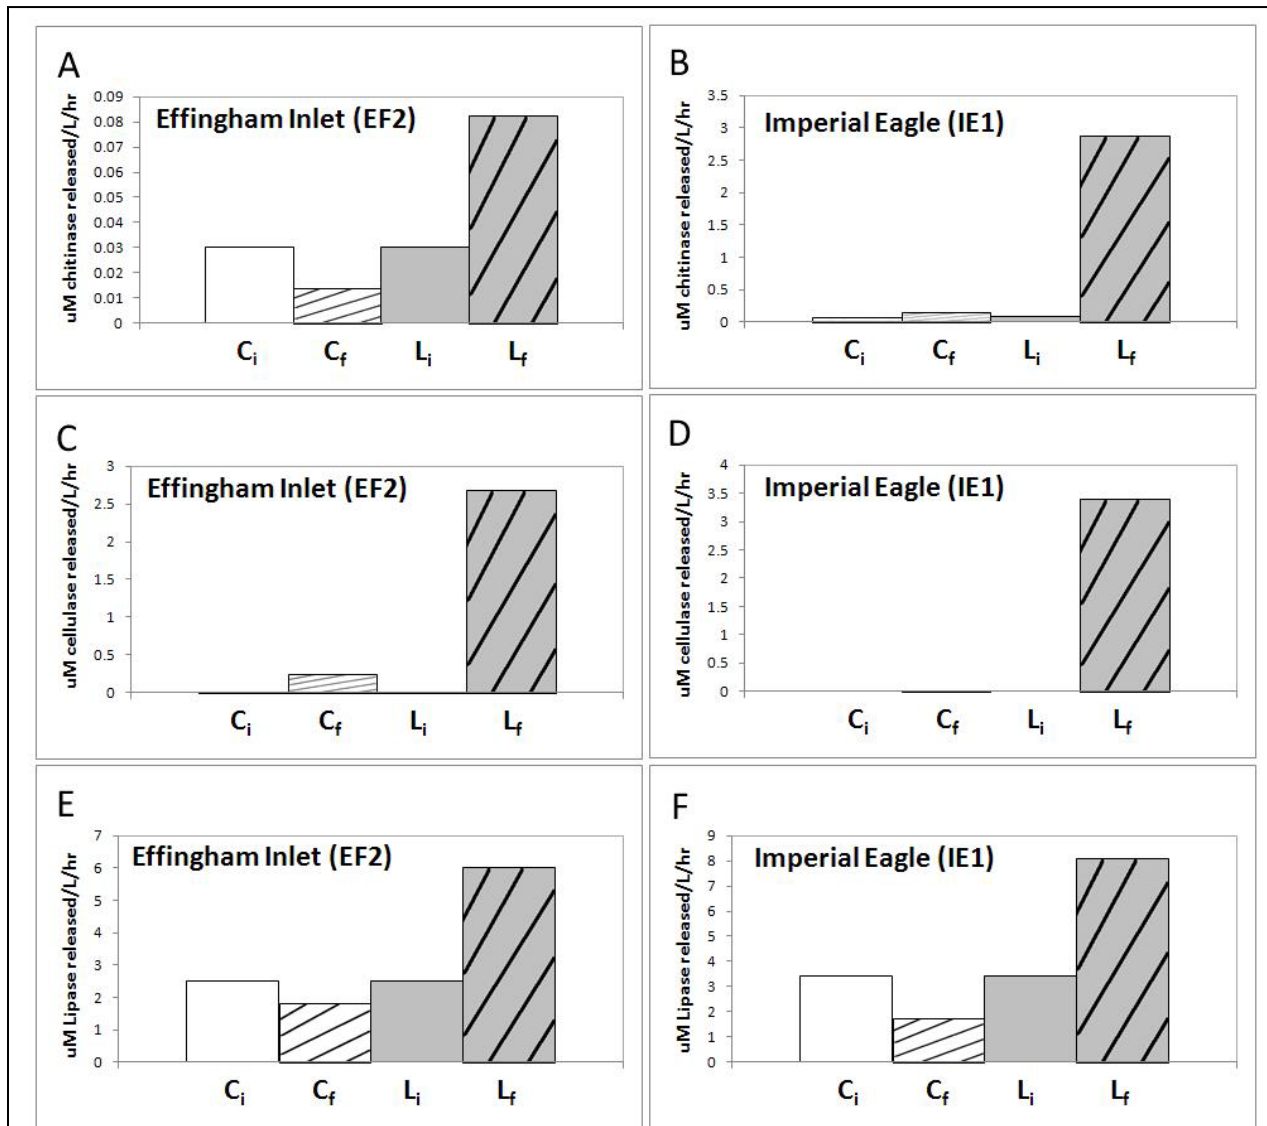 A
Effingham Inlet (EF2)
uM chitinase released/L/hr
0.09
0.08
0.07
0.06
0.05
0.04
0.03
0.02
0.01
0
Ci Cf Li Lf
B
Imperial Eagle (IE1)
uM chitinase released/L/hr
3.5
3
2.5
2
1.5
1
0.5
0
Ci Cf Li Lf
C
Effingham Inlet (EF2)
uM cellulase released/L/hr
3
2.5
2
1.5
1
0.5
0
Ci Cf Li Lf
D
Imperial Eagle (IE1)
uM cellulase released/L/hr
4
3.5
3
2.5
2
1.5
1
0.5
0
Ci Cf Li Lf
E
Effingham Inlet (EF2)
uM Lipase released/L/hr
7
6
5
4
3
2
1
0
Ci Cf Li Lf
F
Imperial Eagle (IE1)
uM Lipase released/L/hr
9
8
7
6
5
4
3
2
1
0
Ci Cf Li Lf